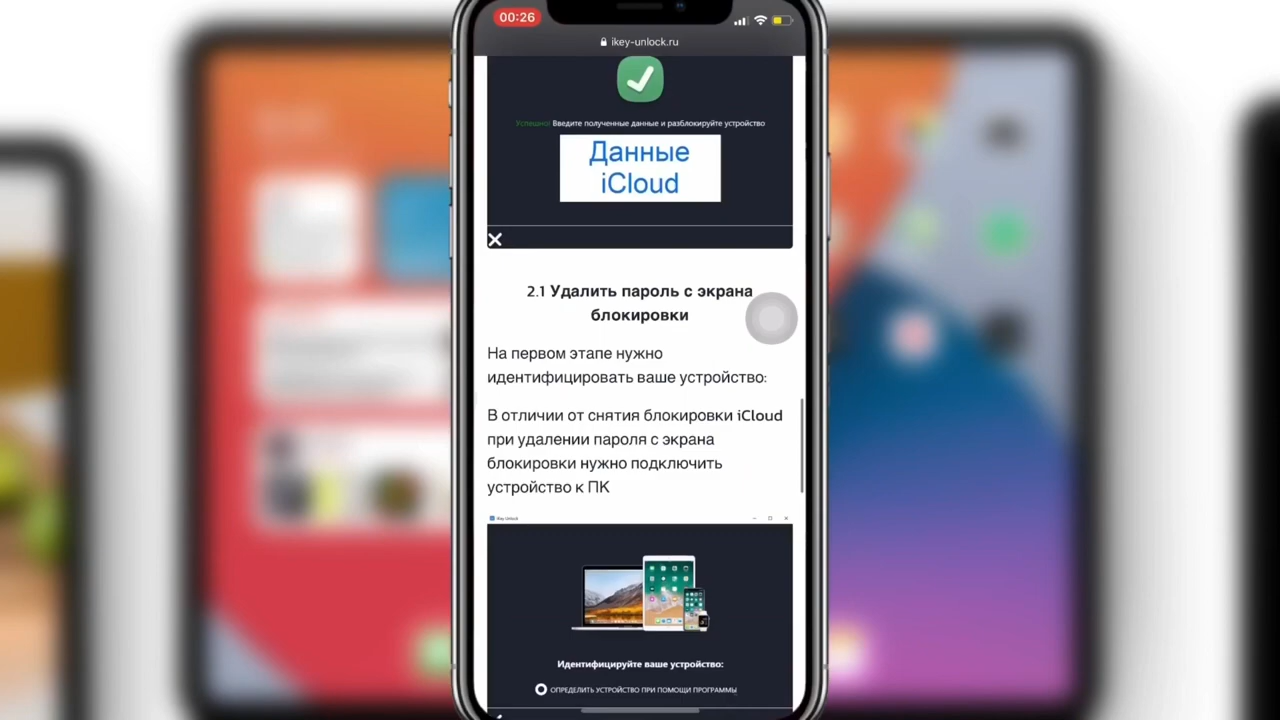 00:26
ikey-unlock.ru
Успешно! Введите полученные данные и разблокируйте устройство
Данные
iCloud
2.1 Удалить пароль с экрана
блокировки
На первом этапе нужно
идентифицировать ваше устройство:
В отличии от снятия блокировки iCloud
при удалении пароля с экрана
блокировки нужно подключить
устройство к ПК
iKey Unlock
Идентифицируйте ваше устройство:
ОПРЕДЕЛИТЬ УСТРОЙСТВО ПРИ ПОМОЩИ ПРОГРАММЫ